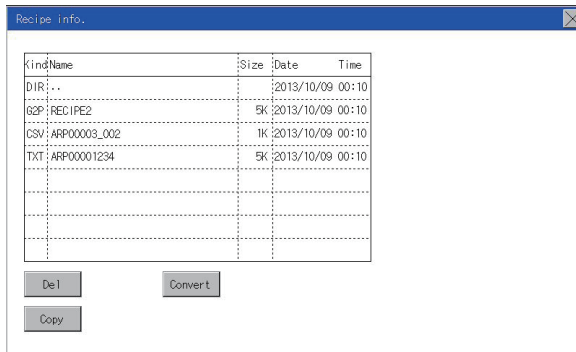 Recipe info.
Kind Name Size Date Time
DIR .. 2013/10/09 00:10
G2P RECIPE2 5K 2013/10/09 00:10
CSV ARP00003_002 1K 2013/10/09 00:10
TXT ARP00001234 5K 2013/10/09 00:10
Del Convert
Copy